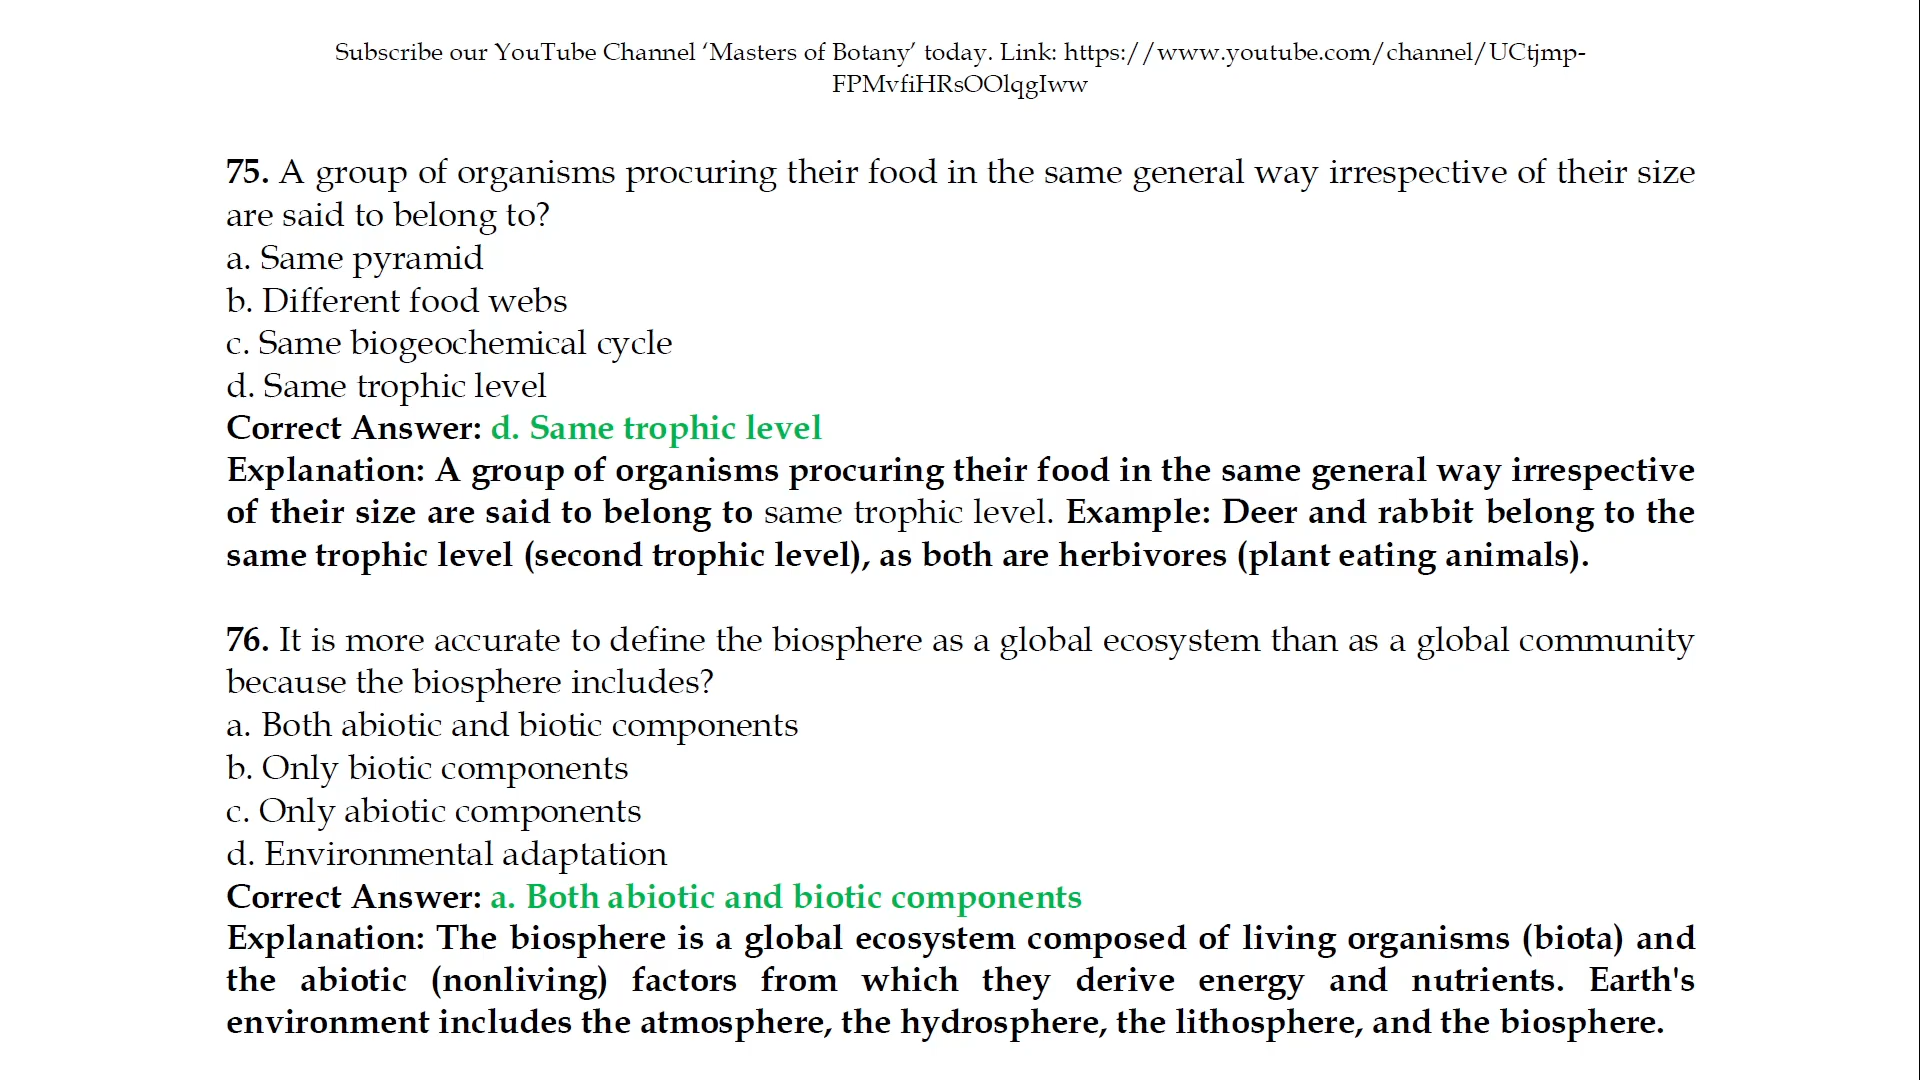 Subscribe our YouTube Channel ‘Masters of Botany’ today. Link: https://www.youtube.com/channel/UCtjmp-
FPMvfiHRsOOlqgIww
75. A group of organisms procuring their food in the same general way irrespective of their size
are said to belong to?
a. Same pyramid
b. Different food webs
c. Same biogeochemical cycle
d. Same trophic level
Correct Answer: d. Same trophic level
Explanation: A group of organisms procuring their food in the same general way irrespective
of their size are said to belong to same trophic level. Example: Deer and rabbit belong to the
same trophic level (second trophic level), as both are herbivores (plant eating animals).
76. It is more accurate to define the biosphere as a global ecosystem than as a global community
because the biosphere includes?
a. Both abiotic and biotic components
b. Only biotic components
c. Only abiotic components
d. Environmental adaptation
Correct Answer: a. Both abiotic and biotic components
Explanation: The biosphere is a global ecosystem composed of living organisms (biota) and
the abiotic (nonliving) factors from which they derive energy and nutrients. Earth's
environment includes the atmosphere, the hydrosphere, the lithosphere, and the biosphere.